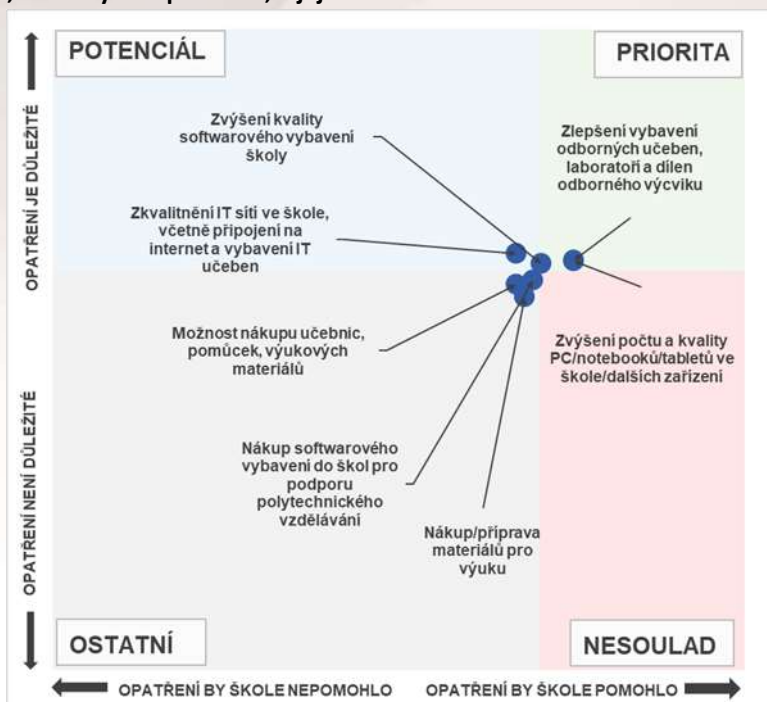 POTENCIÁL
PRIORITA
Zvýšení kvality
softwarového vybavení
školy
Zlepšení vybavení
odborných učeben,
laboratoří a dílen
odborného výcviku
Zkvalitnění IT sítí ve škole,
včetně připojení na
internet a vybavení IT
učeben
Možnost nákupu učebnic,
pomůcek, výukových
materiálů
Zvýšení počtu a kvality
PC/notebooků/tabletů ve
škole/dalších zařízení
Nákup softwarového
vybavení do škol pro
podporu
polytechnického
vzdělávání
Nákup/příprava
materiálů pro
výuku
OSTATNÍ
NESOULAD
OPATŘENÍ JE DŮLEŽITÉ
OPATŘENÍ NENÍ DŮLEŽITÉ
OPATŘENÍ BY ŠKOLE NEPOMOHLO
OPATŘENÍ BY ŠKOLE POMOHLO